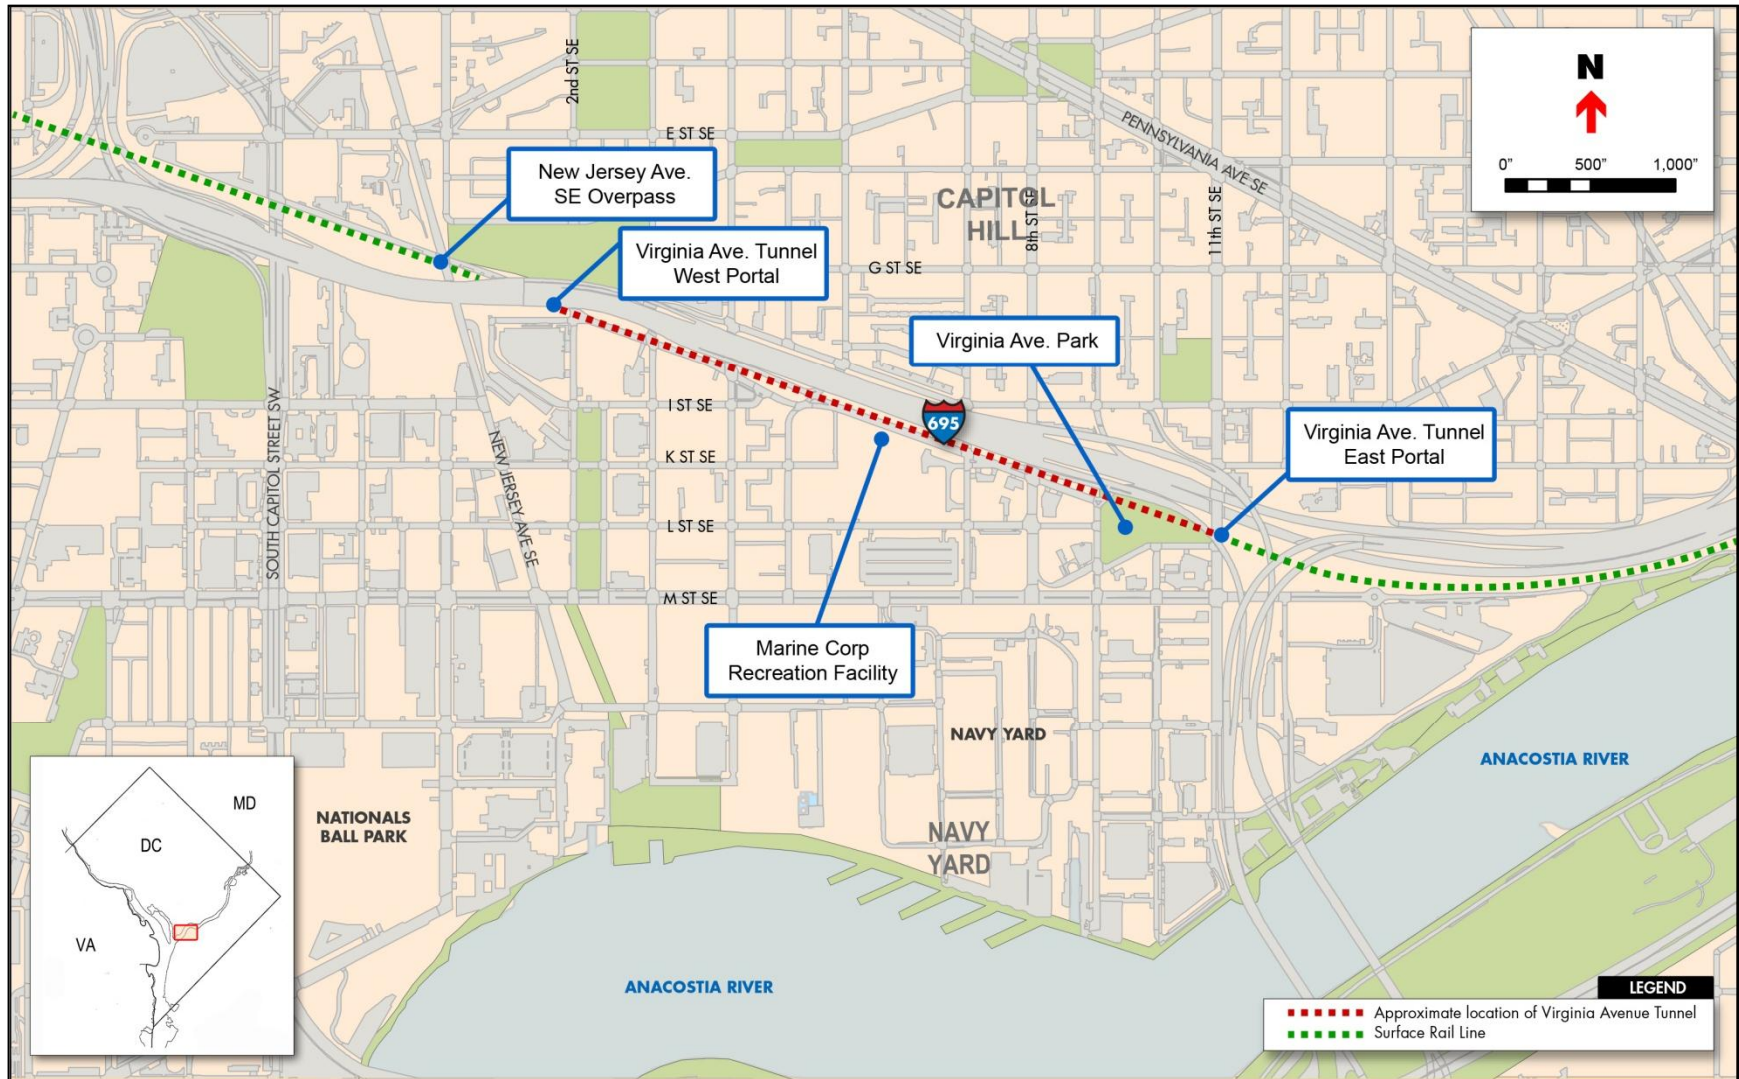 2nd ST SE
E ST SE
PENNSYLVANIA AVE SE
N
0"
500"
1,000"
New Jersey Ave.
SE Overpass
CAPITOL
HILL
8th ST SE
11th ST SE
Virginia Ave. Tunnel
West Portal
G ST SE
Virginia Ave. Park
695
I ST SE
Virginia Ave. Tunnel
East Portal
SOUTH CAPITOL STREET SW
NEW JERSEY AVE SE
K ST SE
L ST SE
M ST SE
Marine Corp
Recreation Facility
NAVY YARD
ANACOSTIA RIVER
MD
DC
VA
NATIONALS
BALL PARK
NAVY
YARD
ANACOSTIA RIVER
LEGEND
Approximate location of Virginia Avenue Tunnel
Surface Rail Line